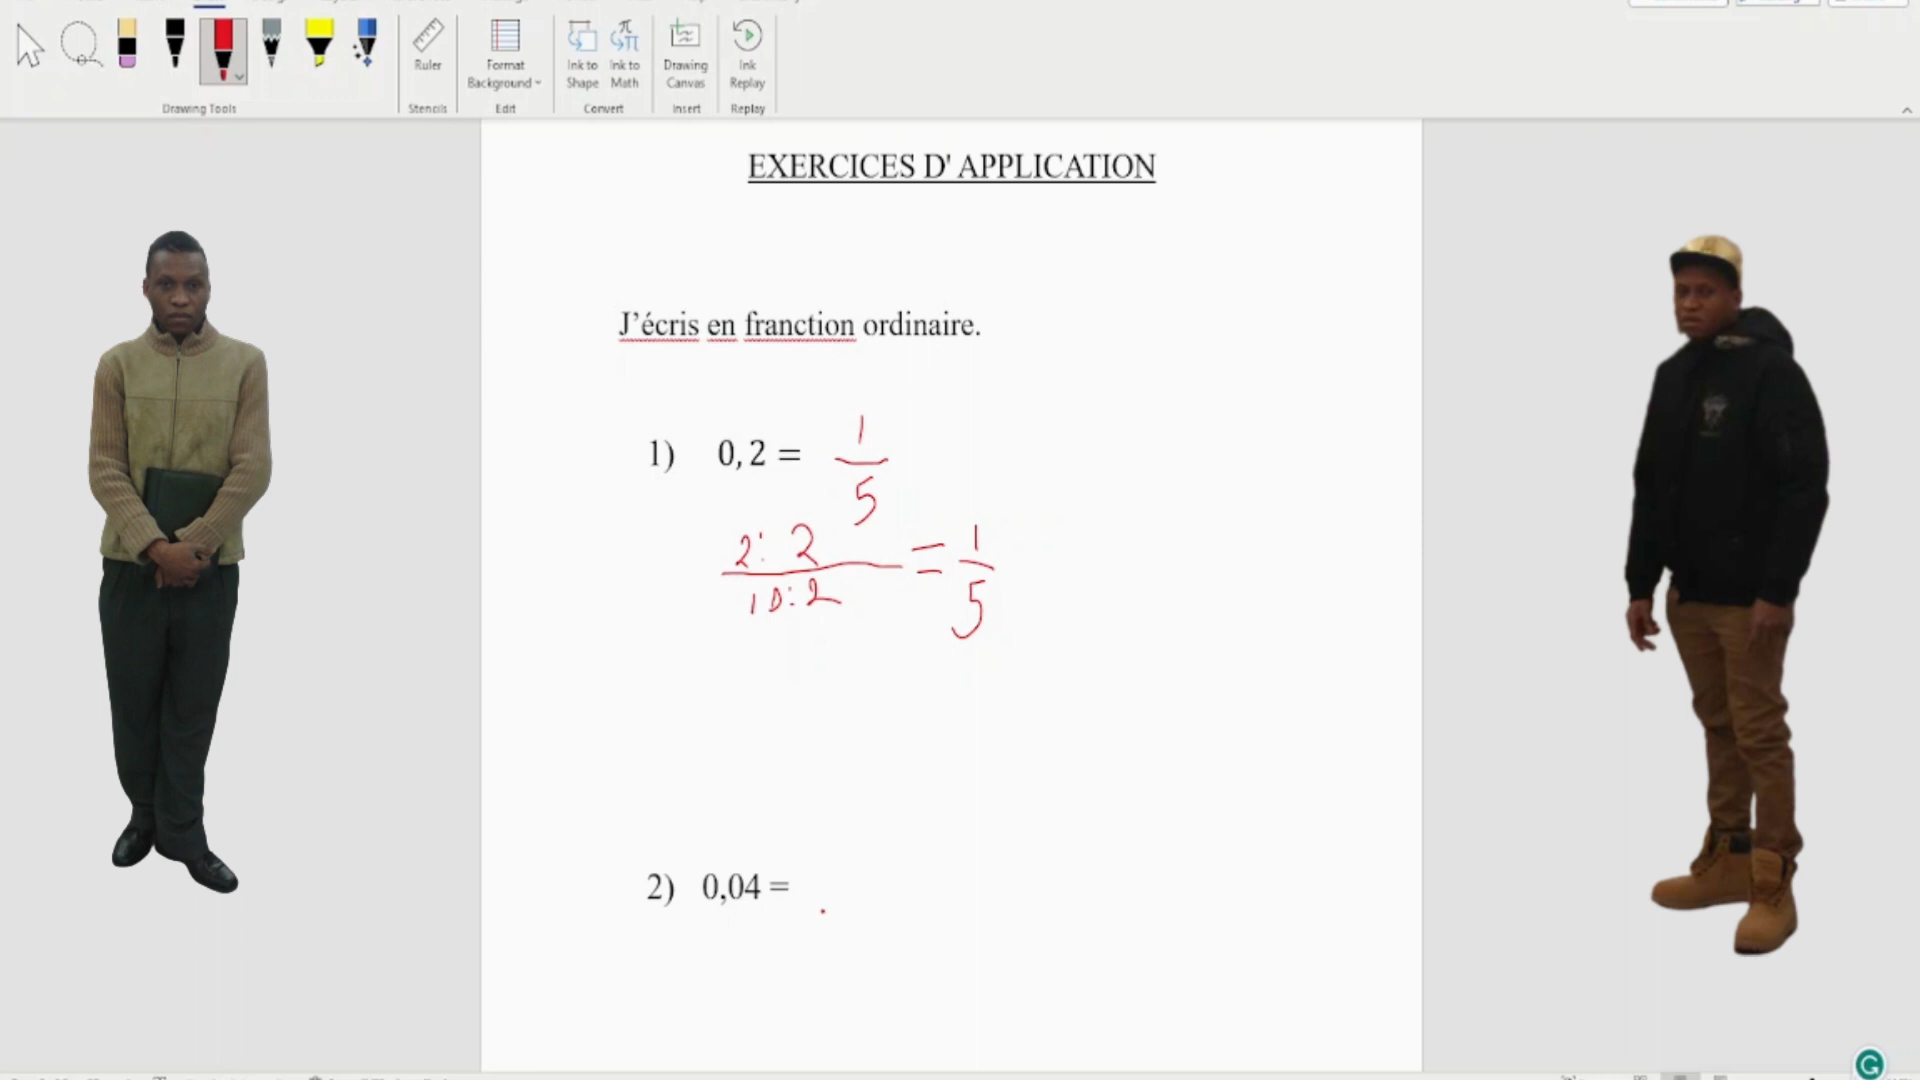 Ruler
Format
Background
Ink to
Shape
Ink to
Math
Drawing
Canvas
Ink
Replay
Drawing Tools
Stencils
Edit
Convert
Insert
Replay
EXERCICES D' APPLICATION
J’écris en franction ordinaire.
1) 0, 2 = 1/5
2: 2 / 10: 2 = 1/5
2) 0,04 =